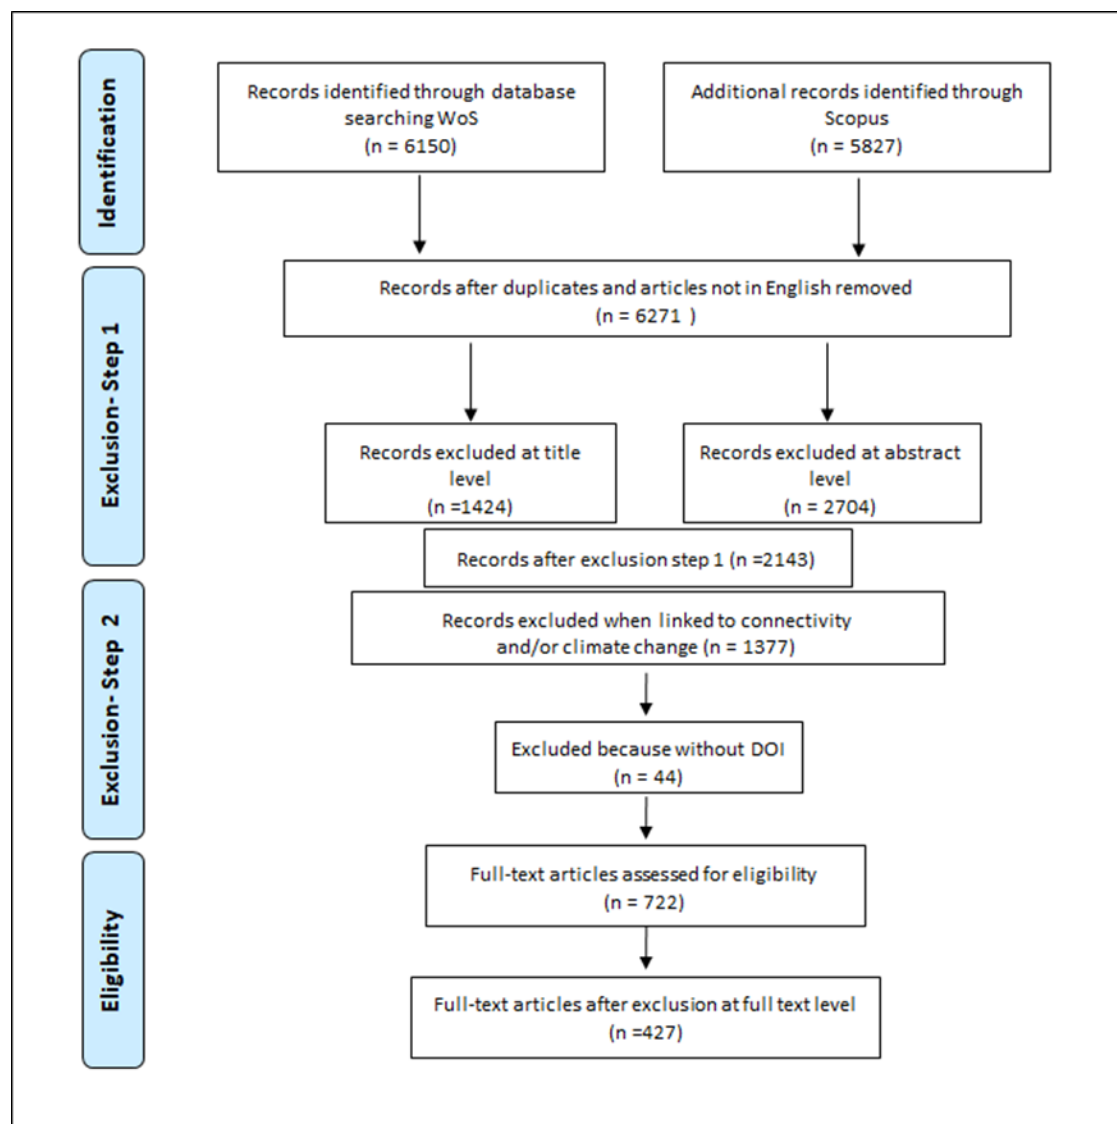 Identification
Records identified through database
searching WoS
(n = 6150)
Additional records identified through
Scopus
(n = 5827)
Exclusion- Step 1
Records after duplicates and articles not in English removed
(n = 6271 )
Records excluded at title
level
(n =1424)
Records excluded at abstract
level
(n = 2704)
Records after exclusion step 1 (n =2143)
Exclusion- Step 2
Records excluded when linked to connectivity
and/or climate change (n = 1377)
Excluded because without DOI
(n = 44)
Eligibility
Full-text articles assessed for eligibility
(n = 722)
Full-text articles after exclusion at full text level
(n =427)